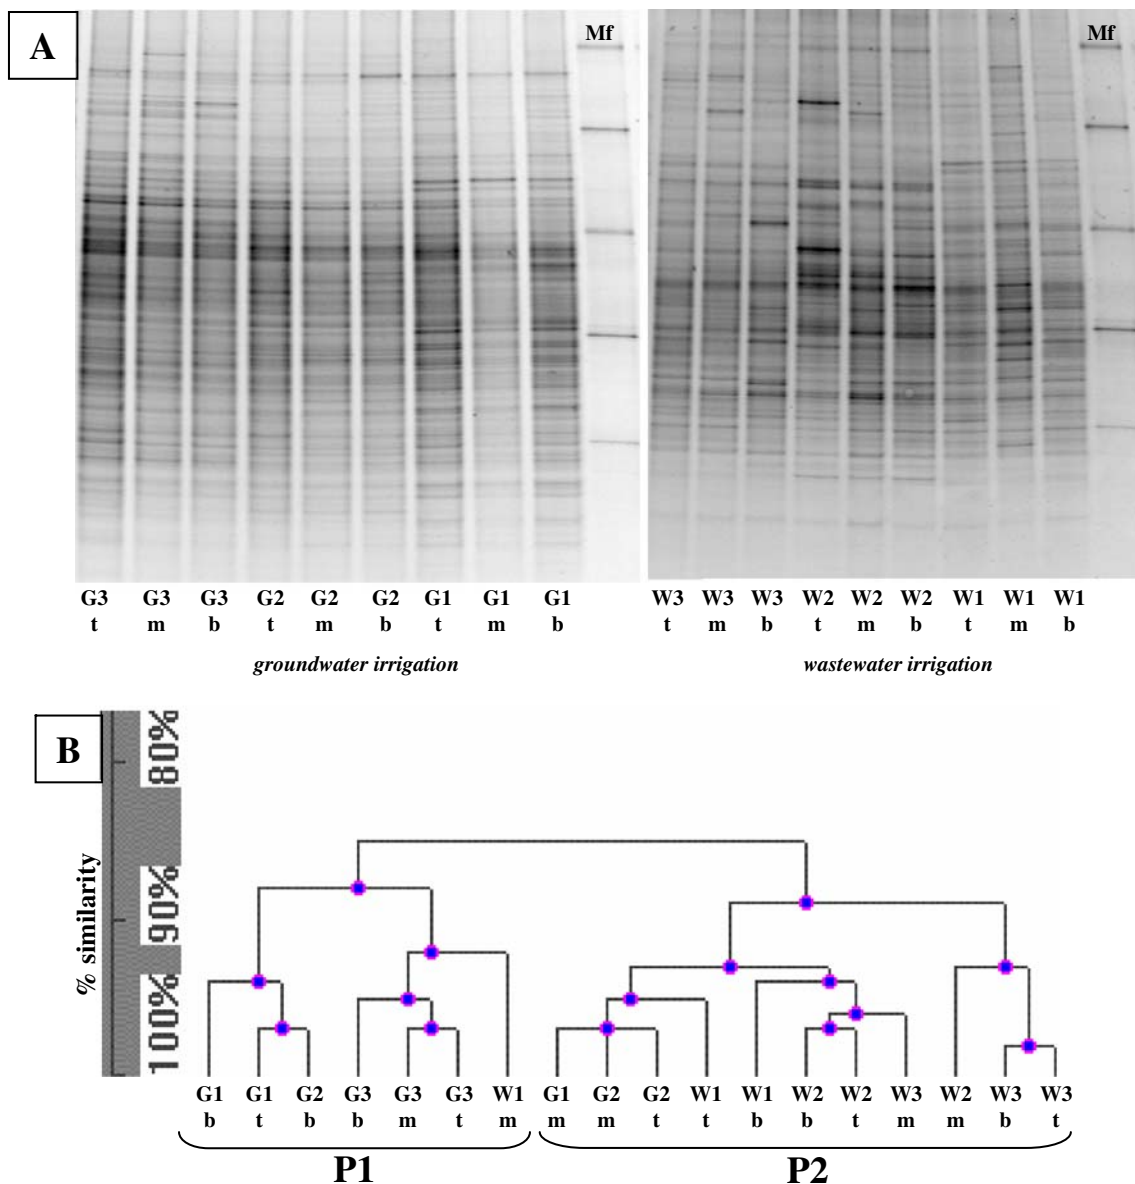 A
Mf
Mf
G3 G3 G3 G2 G2 G2 G1 G1 G1
t m b t m b t m b
W3 W3 W3 W2 W2 W2 W1 W1 W1
t m b t m b t m b
groundwater irrigation
wastewater irrigation
B
80%
90%
100%
% similarity
G1 G1 G2 G3 G3 G3 W1 G1 G2 G2 W1 W1 W2 W2 W3 W2 W3 W3
b t b b m t m m m t t b b t m m b t
P1
P2